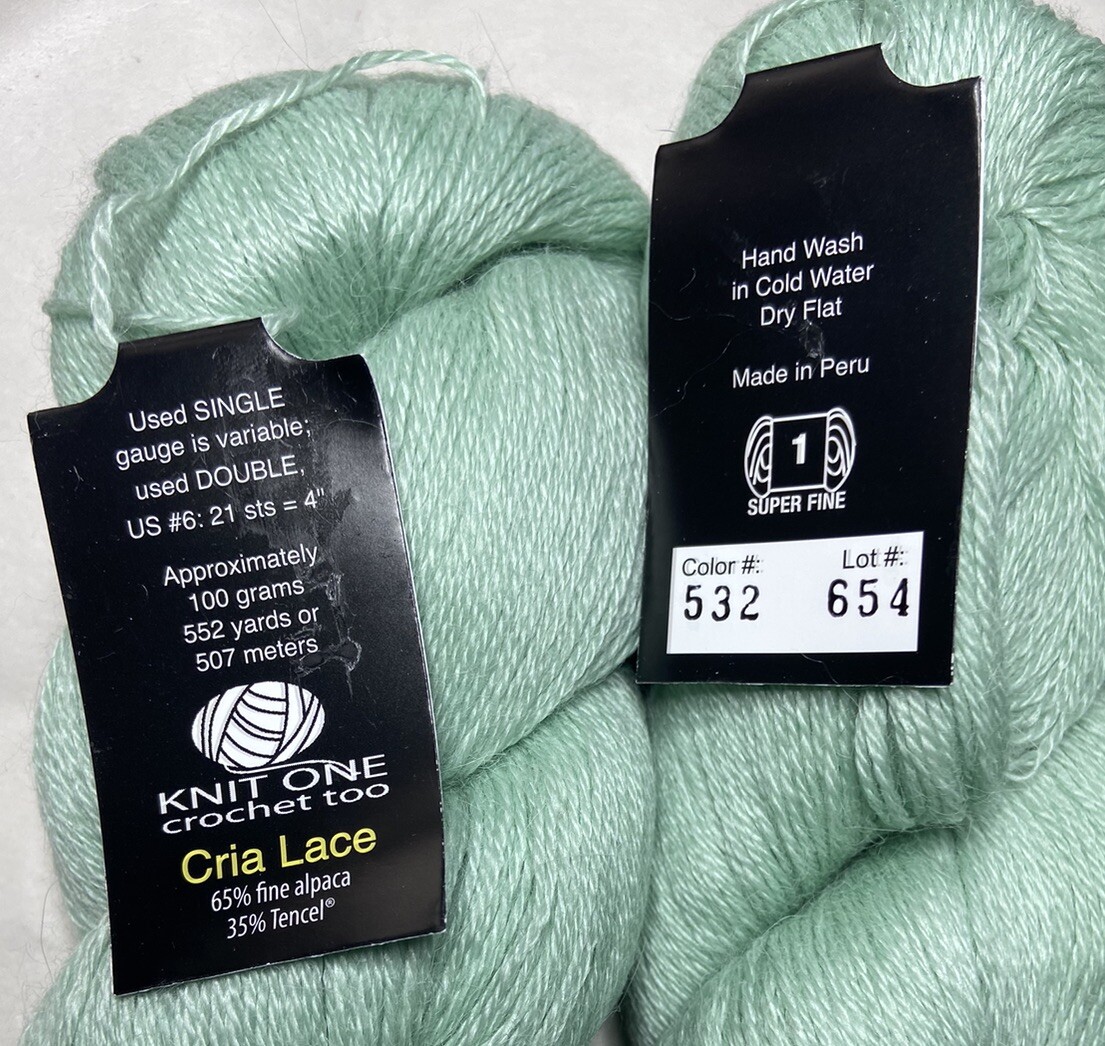 Used SINGLE
gauge is variable;
used DOUBLE,
US #6: 21 sts = 4"
Approximately
100 grams
552 yards or
507 meters
KNIT ONE
crochet too
Cria Lace
65% fine alpaca
35% Tencel®
Hand Wash
in Cold Water
Dry Flat
Made in Peru
1
SUPER FINE
Color #: Lot #:
532 654